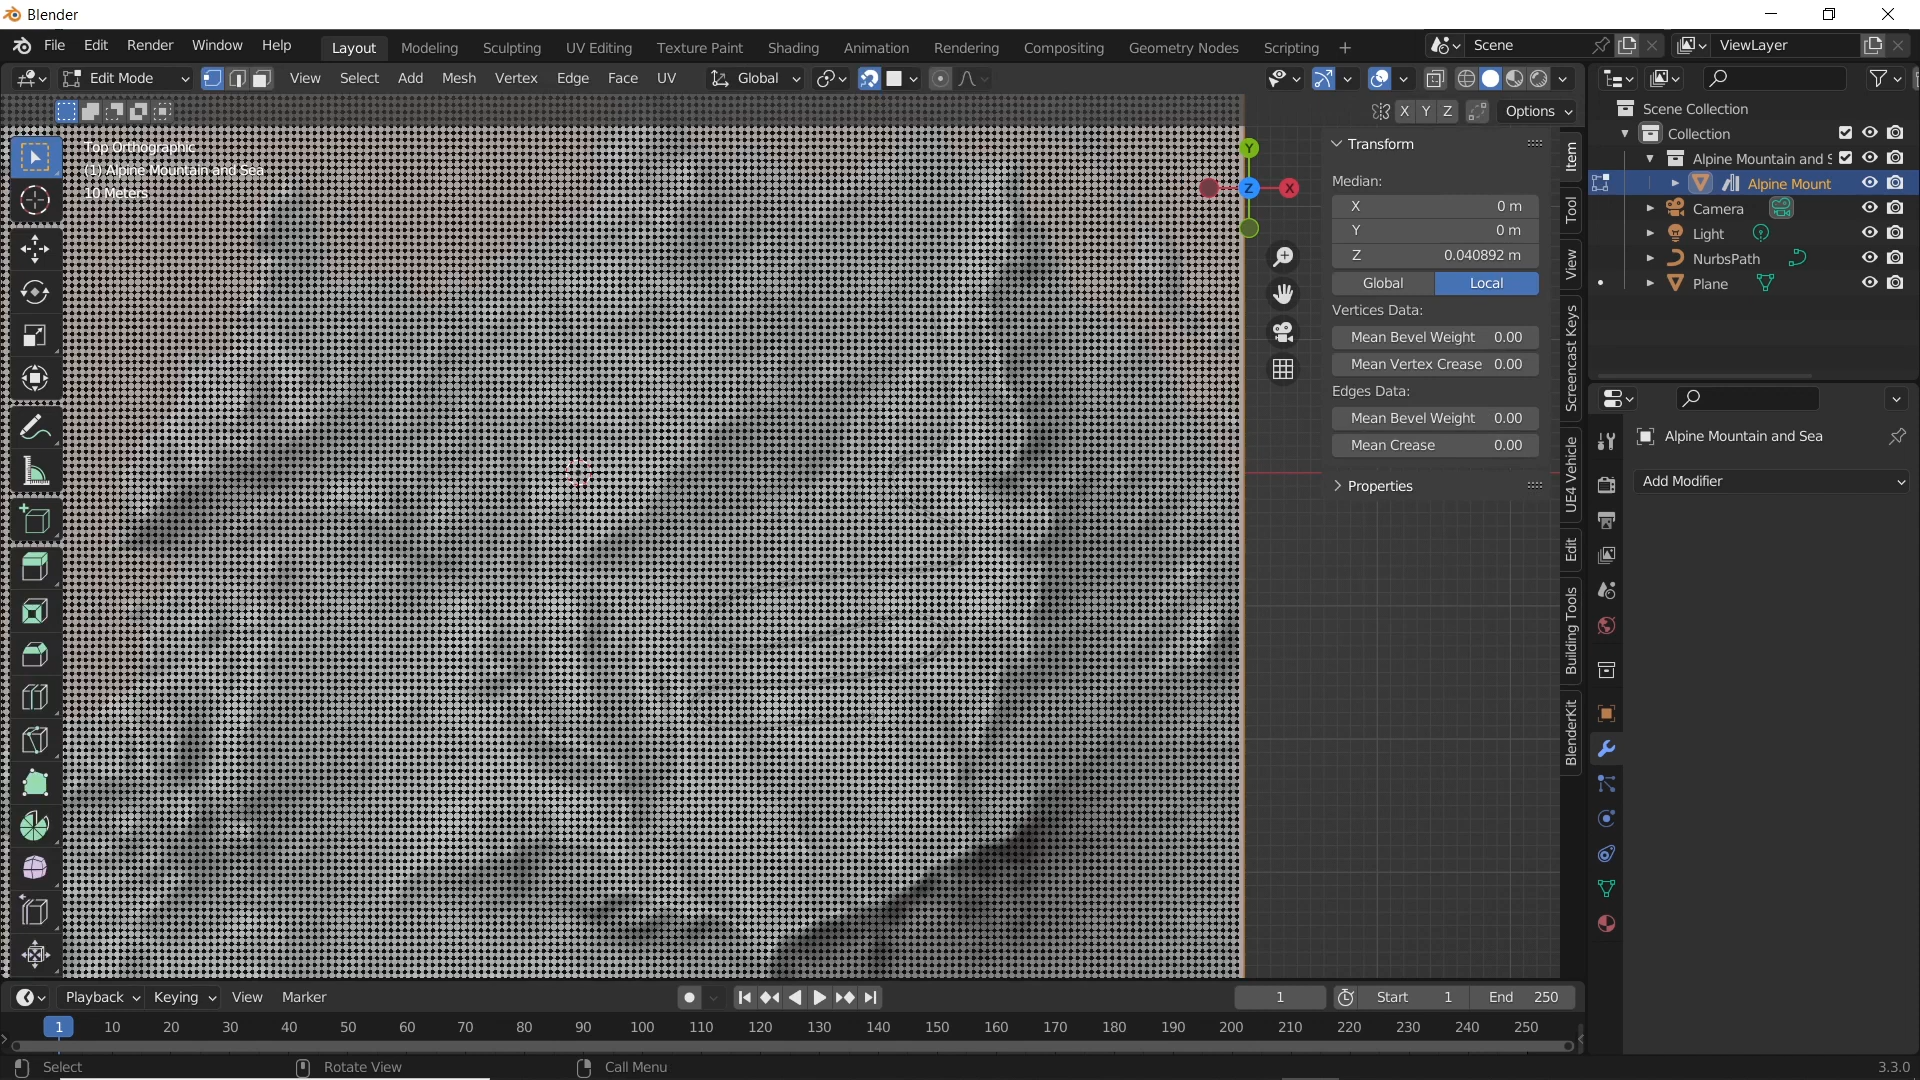 Blender
File Edit Render Window Help Layout Modeling Sculpting UV Editing Texture Paint Shading Animation Rendering Compositing Geometry Nodes Scripting + Scene ViewLayer
Edit Mode View Select Add Mesh Vertex Edge Face UV Global
X Y Z Options
Top Orthographic
(1) Alpine Mountain and Sea
10 Meters
Y
Z X
Transform
Median:
X 0 m
Y 0 m
Z 0.040892 m
Global Local
Vertices Data:
Mean Bevel Weight 0.00
Mean Vertex Crease 0.00
Edges Data:
Mean Bevel Weight 0.00
Mean Crease 0.00
Properties
Item
Tool
View
Screencast Keys
UE4 Vehicle
Edit
Building Tools
BlenderKit
Scene Collection
Collection
Alpine Mountain and S
Alpine Mount
Camera
Light
NurbsPath
Plane
Alpine Mountain and Sea
Add Modifier
Playback Keying View Marker 1 Start 1 End 250
1 10 20 30 40 50 60 70 80 90 100 110 120 130 140 150 160 170 180 190 200 210 220 230 240 250
Select Rotate View Call Menu 3.3.0